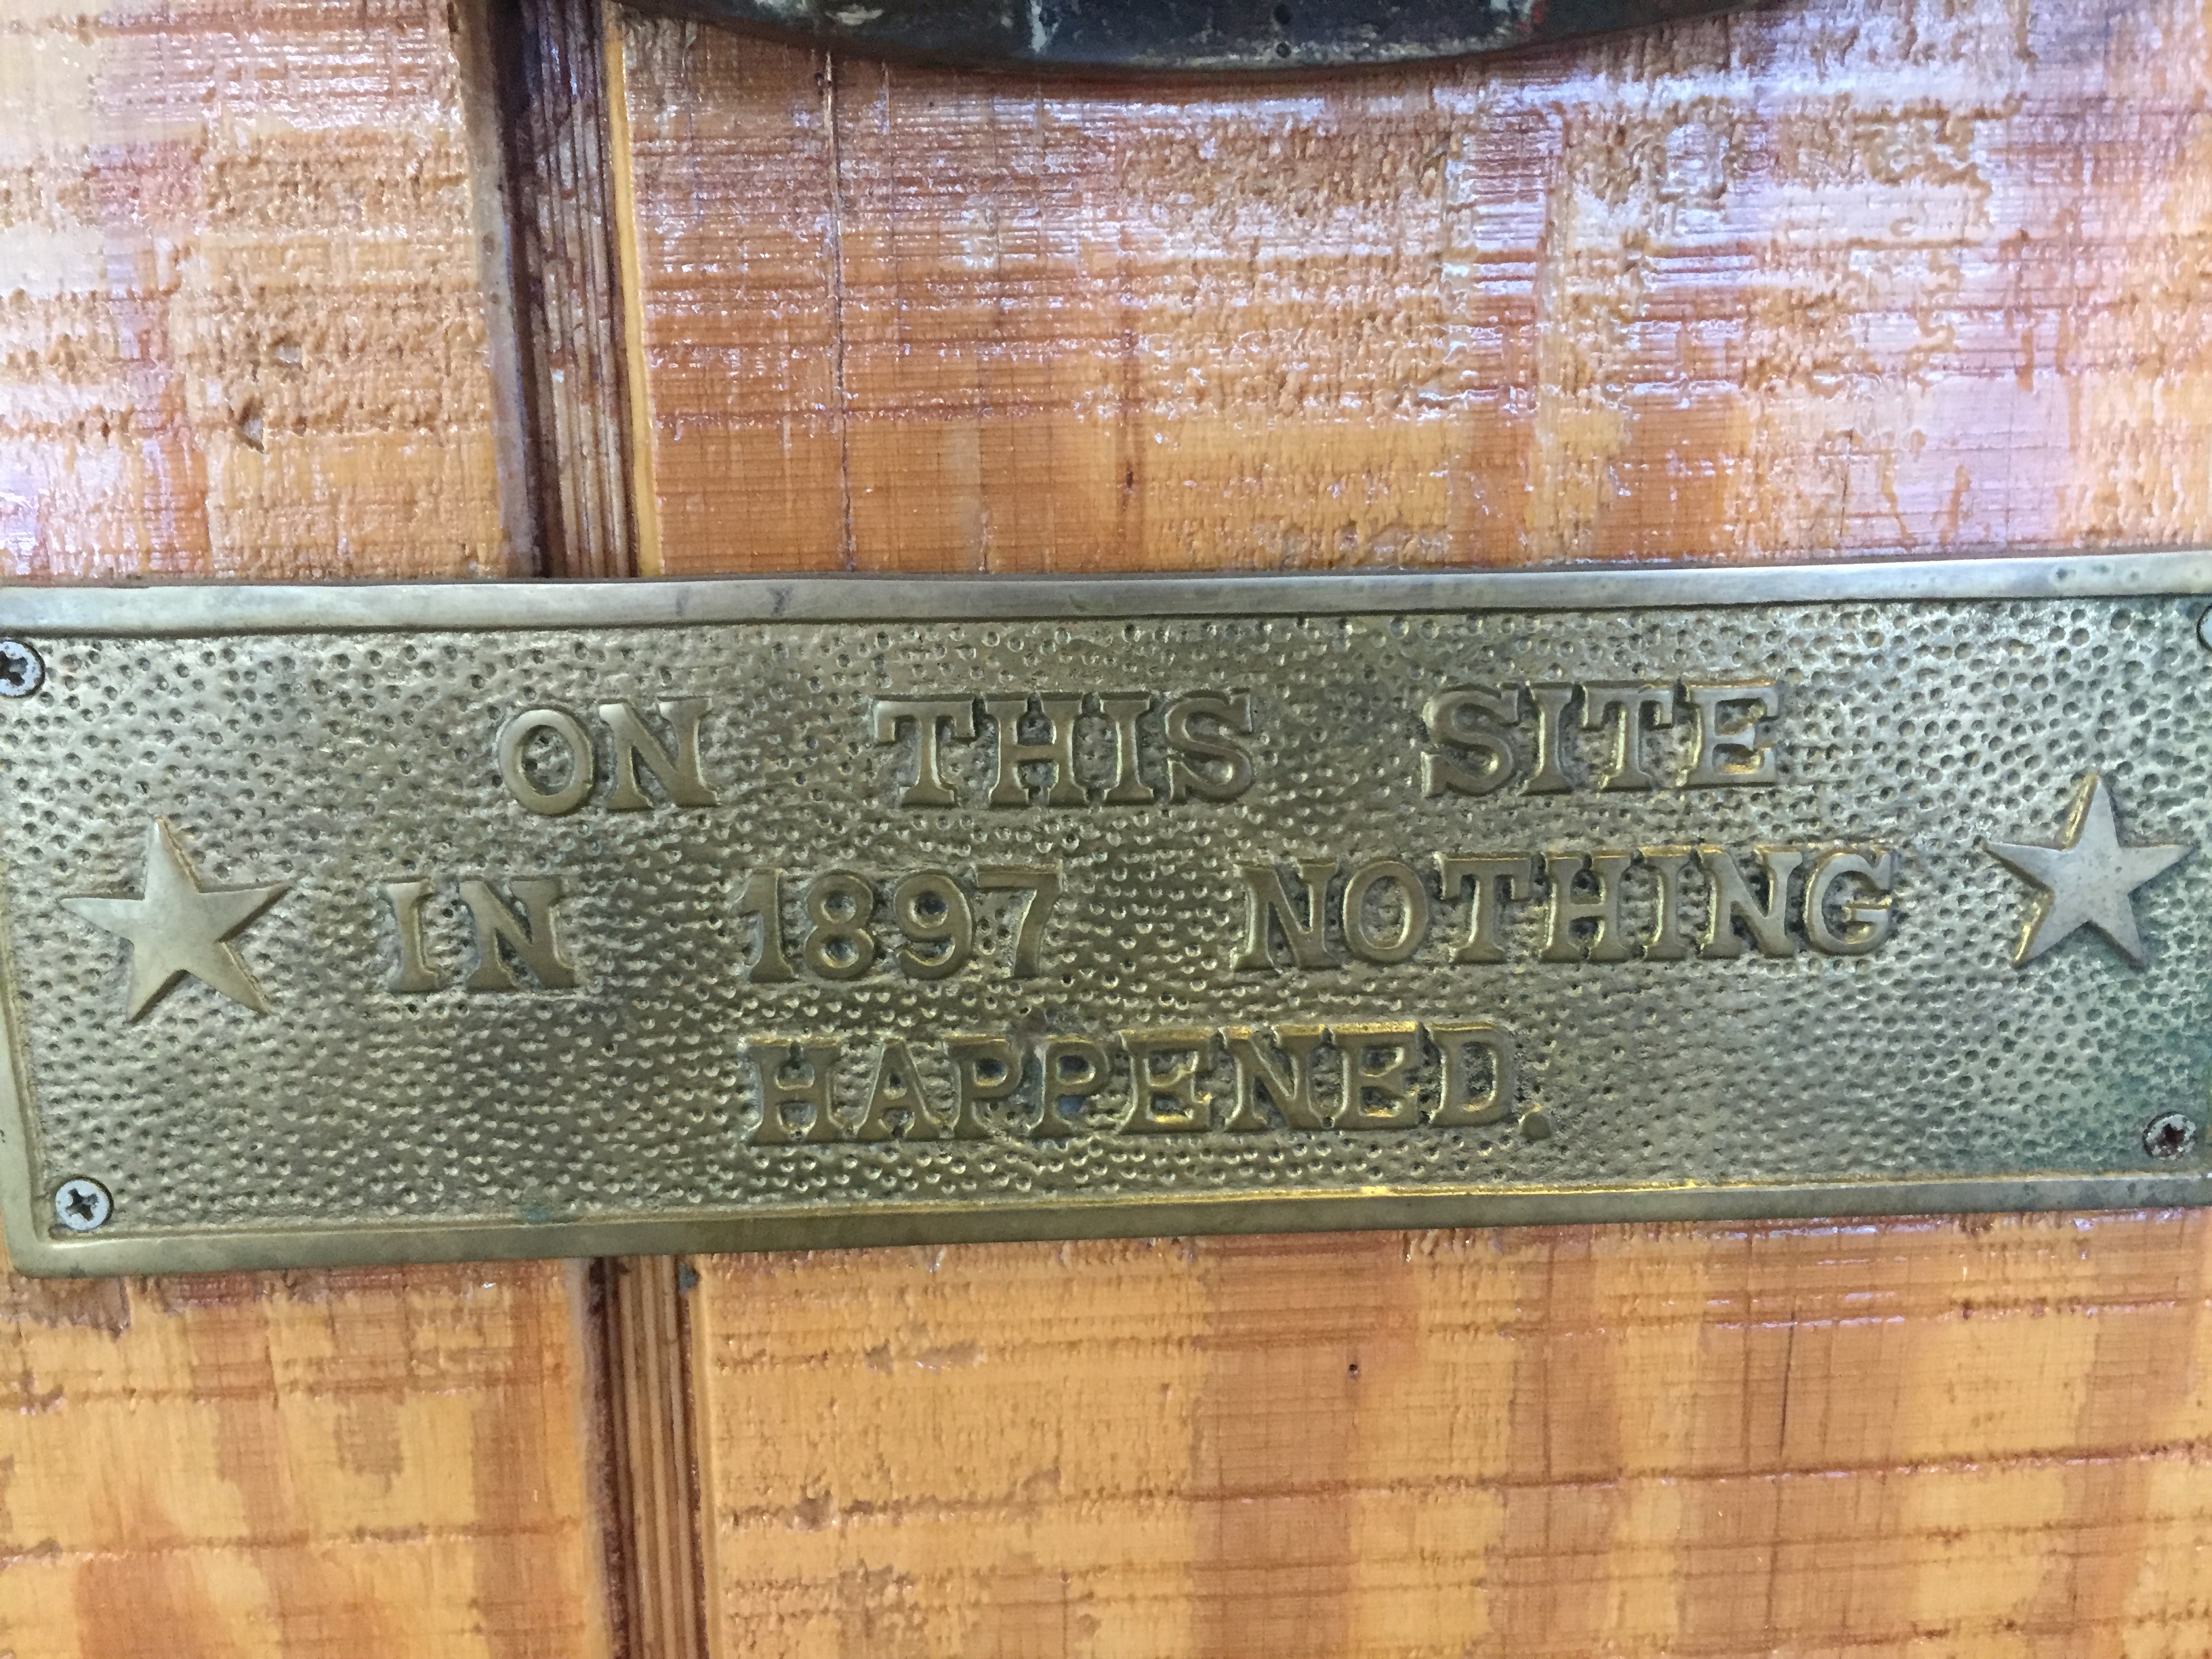 ON THIS SITE
IN 1897 NOTHING
HAPPENED.